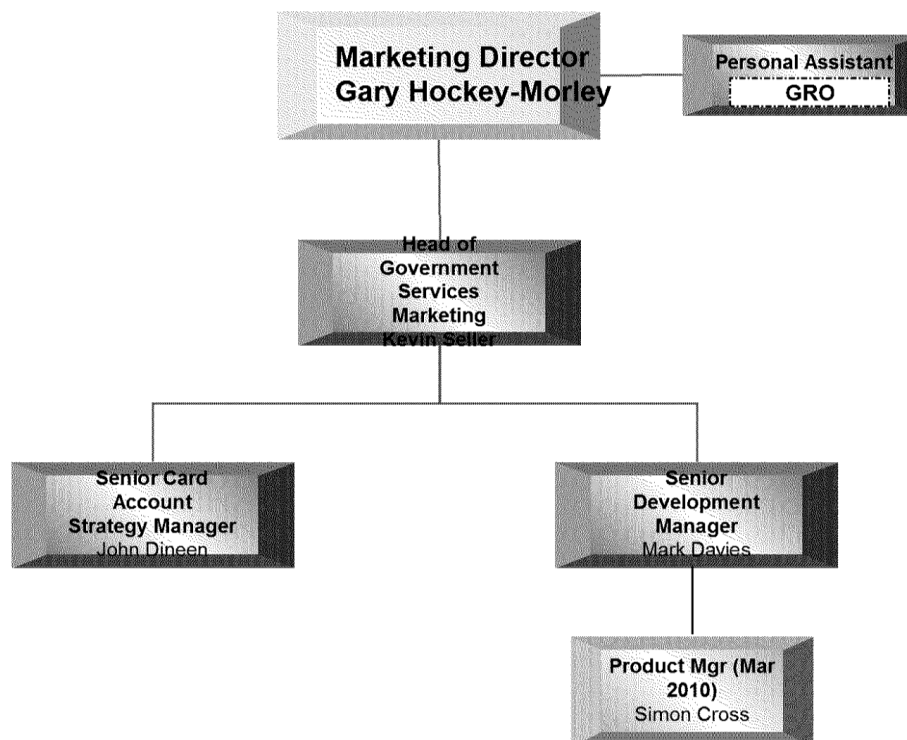 Marketing Director
Gary Hockey-Morley
Personal Assistant
GRO
Head of
Government
Services
Marketing
Kevin Seller
Senior Card
Account
Strategy Manager
John Dineen
Senior
Development
Manager
Mark Davies
Product Mgr (Mar
2010)
Simon Cross